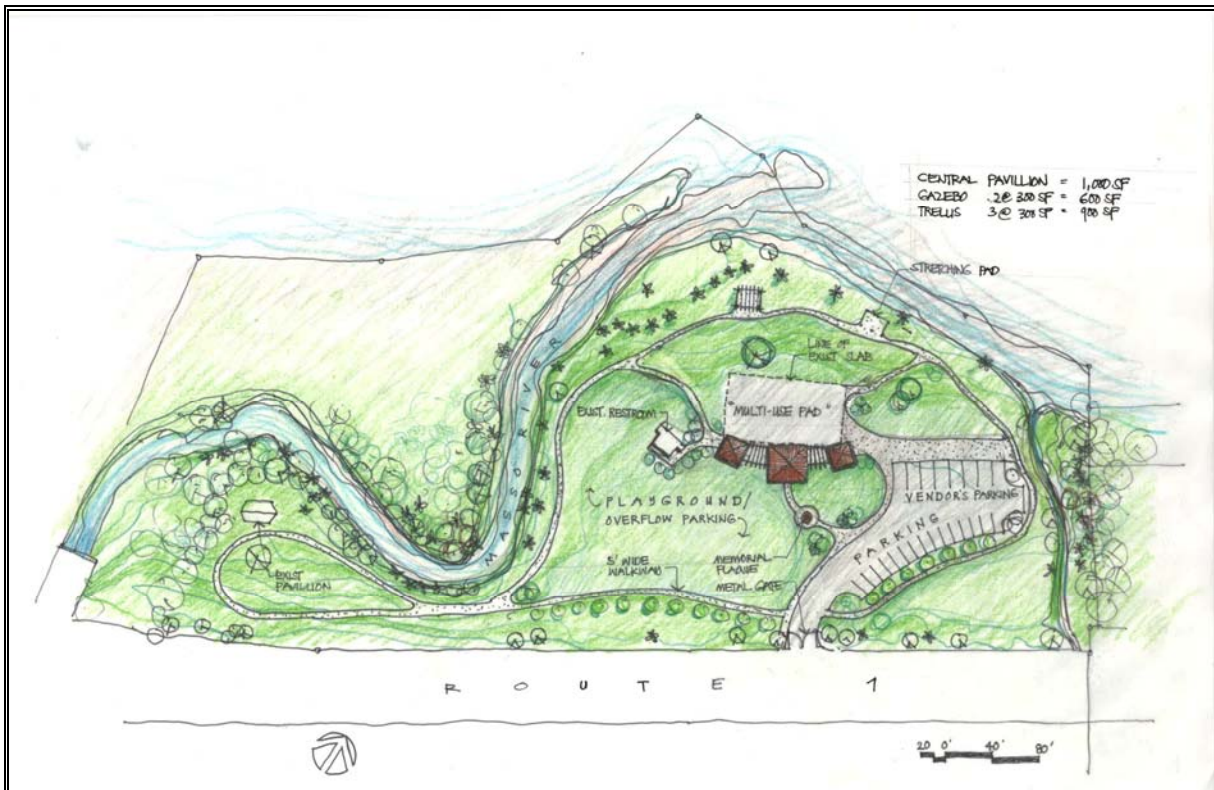 CENTRAL PAVILLION = 1,000 SF
GAZEBO 2@ 300 SF = 600 SF
TRELLIS 3@ 300 SF = 900 SF
STRETCHING PAD
LINE OF
EXIST SLAB
EXIST. RESTROOM
"MULTI-USE PAD"
MASSO RIVER
PLAYGROUND/
OVERFLOW PARKING
VENDOR'S PARKING
PARKING
EXIST
PAVILLION
5' WIDE
WALKWAY
MEMORIAL
PLAQUE
METAL GATE
ROUTE 1
20 0' 40' 80'